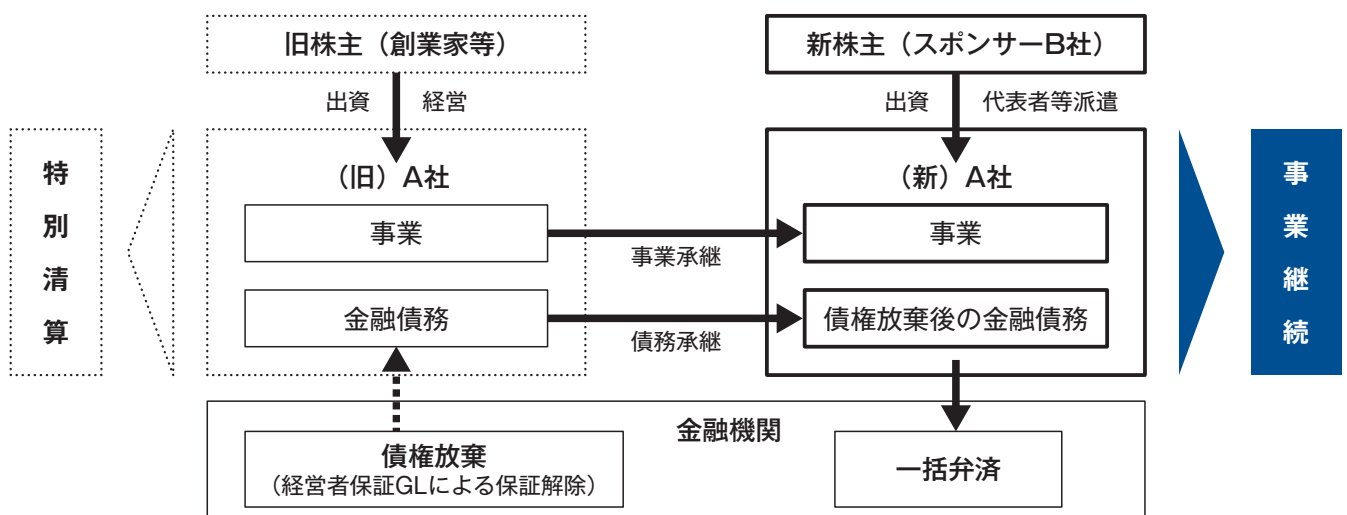 旧株主（創業家等）
新株主（スポンサーB社）
出資 経営
出資 代表者等派遣
特別清算
（旧）A社
（新）A社
事業継続
事業
事業承継
事業
金融債務
債務承継
債権放棄後の金融債務
金融機関
債権放棄
（経営者保証GLによる保証解除）
一括弁済